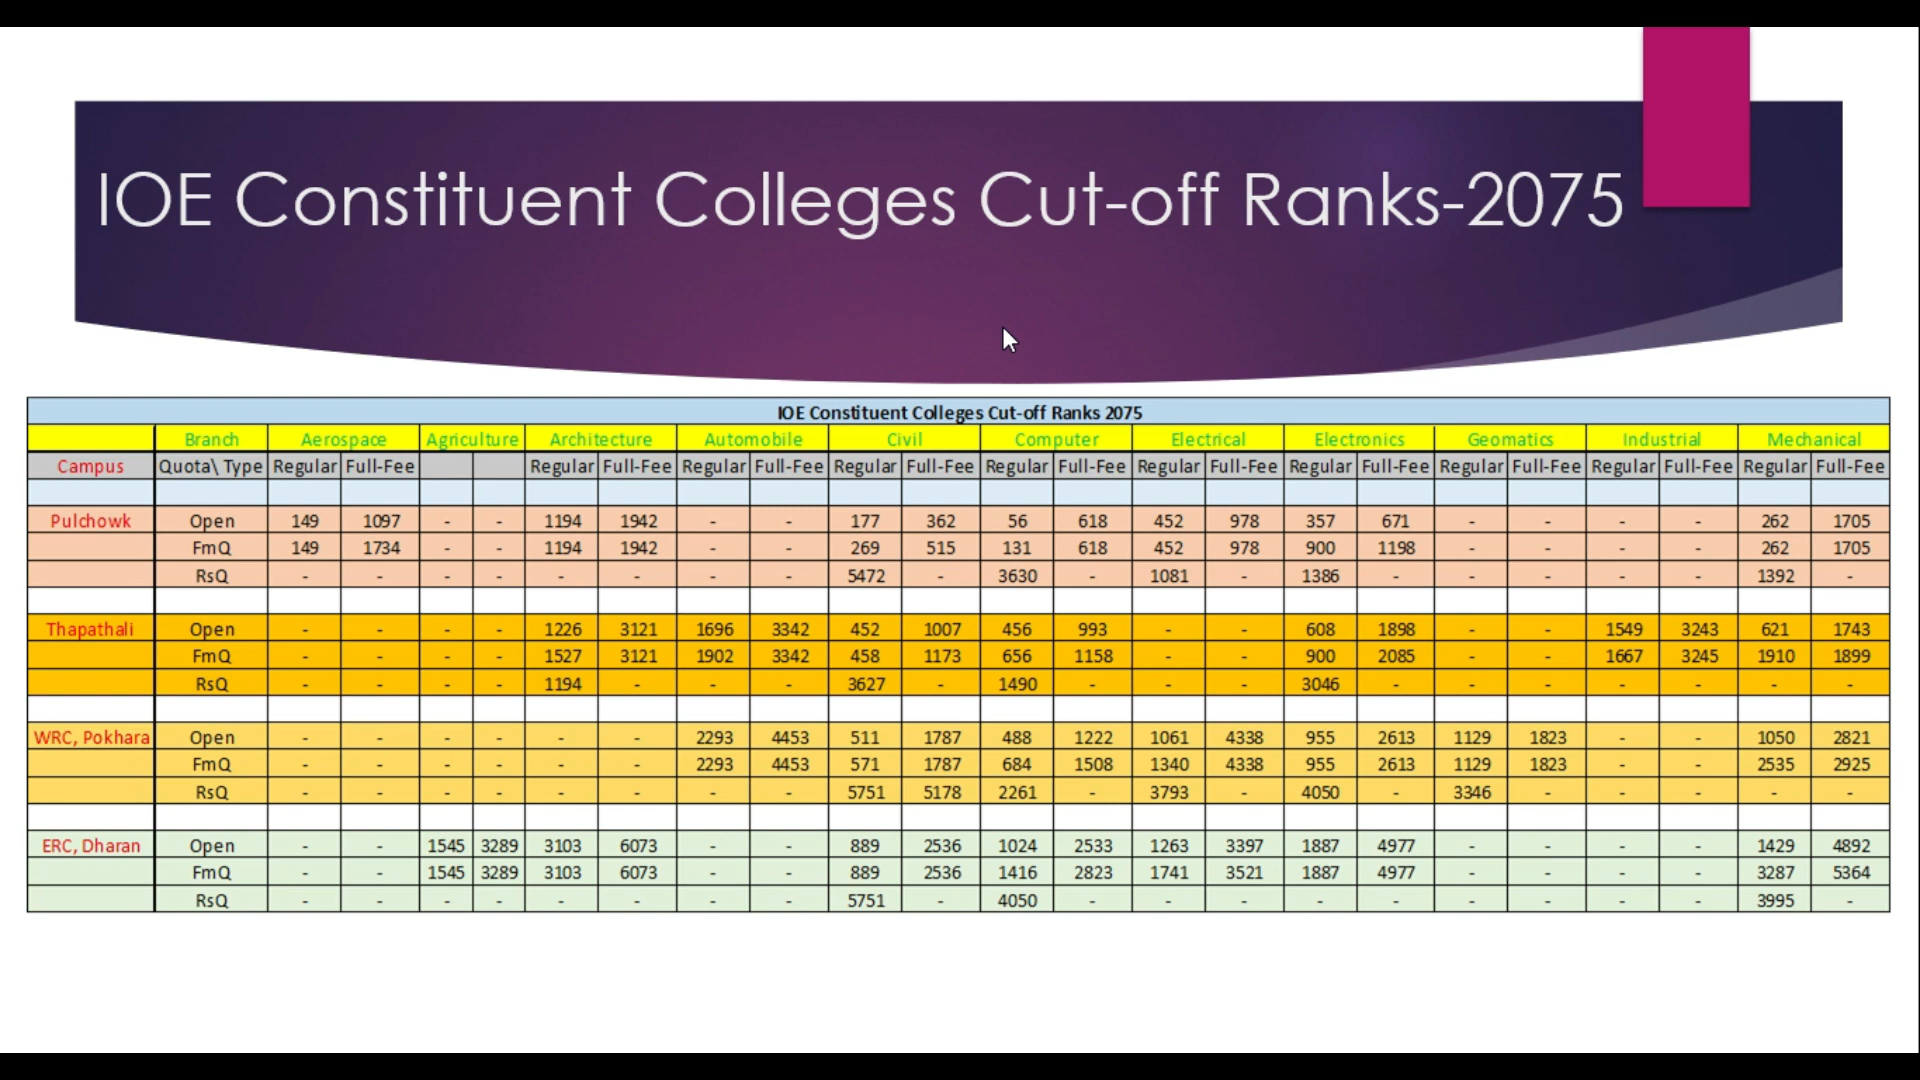 IOE Constituent Colleges Cut-off Ranks-2075
IOE Constituent Colleges Cut-off Ranks 2075
Branch Aerospace Agriculture Architecture Automobile Civil Computer Electrical Electronics Geomatics Industrial Mechanical
Campus Quota\ Type Regular Full-Fee Regular Full-Fee Regular Full-Fee Regular Full-Fee Regular Full-Fee Regular Full-Fee Regular Full-Fee Regular Full-Fee Regular Full-Fee Regular Full-Fee
Pulchowk Open 149 1097 - - 1194 1942 - - 177 362 56 618 452 978 357 671 - - - - 262 1705
FmQ 149 1734 - - 1194 1942 - - 269 515 131 618 452 978 900 1198 - - - - 262 1705
RsQ - - - - - - - - 5472 - 3630 - 1081 - 1386 - - - - - 1392 -
Thapathali Open - - - - 1226 3121 1696 3342 452 1007 456 993 - - 608 1898 - - 1549 3243 621 1743
FmQ - - - - 1527 3121 1902 3342 458 1173 656 1158 - - 900 2085 - - 1667 3245 1910 1899
RsQ - - - - 1194 - - - 3627 - 1490 - - - 3046 - - - - - - -
WRC, Pokhara Open - - - - - - 2293 4453 511 1787 488 1222 1061 4338 955 2613 1129 1823 - - 1050 2821
FmQ - - - - - - 2293 4453 571 1787 684 1508 1340 4338 955 2613 1129 1823 - - 2535 2925
RsQ - - - - - - - - 5751 5178 2261 - 3793 - 4050 - 3346 - - - - -
ERC, Dharan Open - - 1545 3289 3103 6073 - - 889 2536 1024 2533 1263 3397 1887 4977 - - - - 1429 4892
FmQ - - 1545 3289 3103 6073 - - 889 2536 1416 2823 1741 3521 1887 4977 - - - - 3287 5364
RsQ - - - - - - - - 5751 - 4050 - - - - - - - - - 3995 -